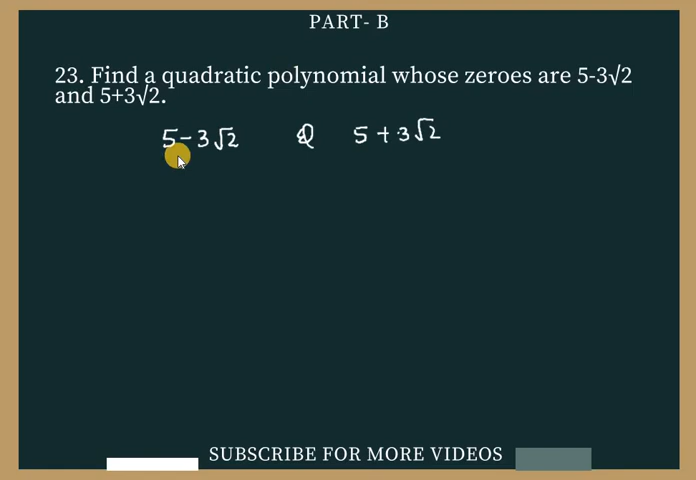 PART- B
23. Find a quadratic polynomial whose zeroes are 5-3√2
and 5+3√2.
5-3√2 & 5+3√2
SUBSCRIBE FOR MORE VIDEOS